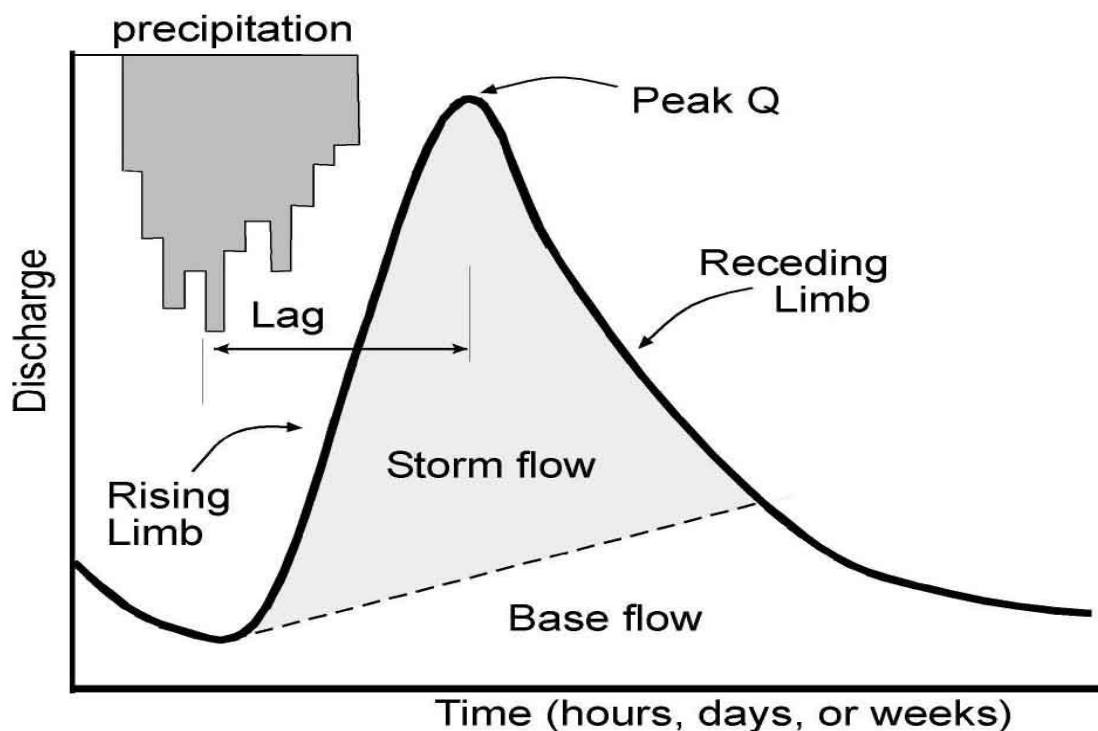 precipitation
Peak Q
Receding
Limb
Lag
Discharge
Storm flow
Rising
Limb
Base flow
Time (hours, days, or weeks)